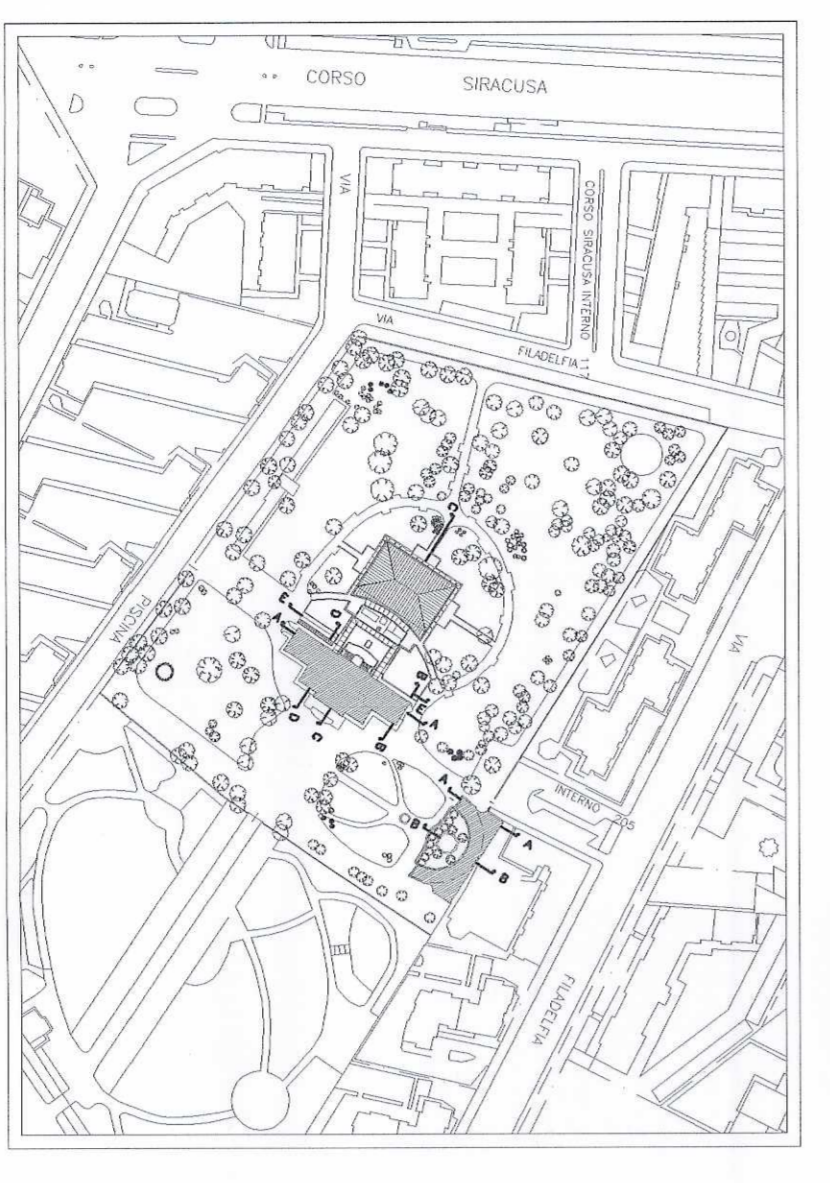 CORSO SIRACUSA
VIA
CORSO SIRACUSA INTERNO 117
VIA
FILADELFIA
C
E
A
D
B
E
A
D
C
B
PISCINA
VIA
A
INTERNO 205
B
A
B
FILADELFIA